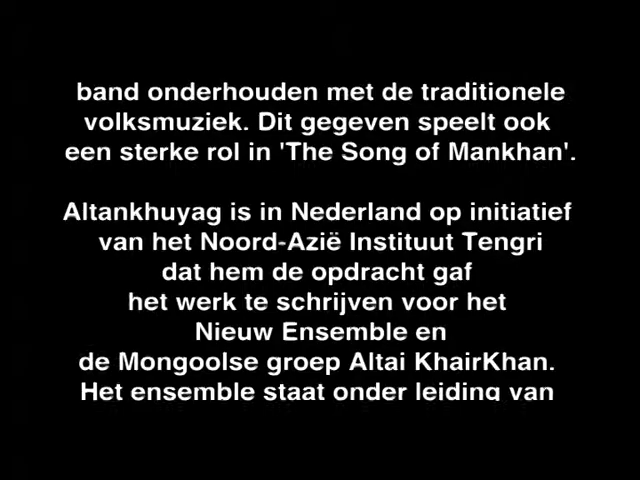 band onderhouden met de traditionele
volksmuziek. Dit gegeven speelt ook
een sterke rol in 'The Song of Mankhan'.
Altankhuyag is in Nederland op initiatief
van het Noord-Azië Instituut Tengri
dat hem de opdracht gaf
het werk te schrijven voor het
Nieuw Ensemble en
de Mongoolse groep Altai KhairKhan.
Het ensemble staat onder leiding van